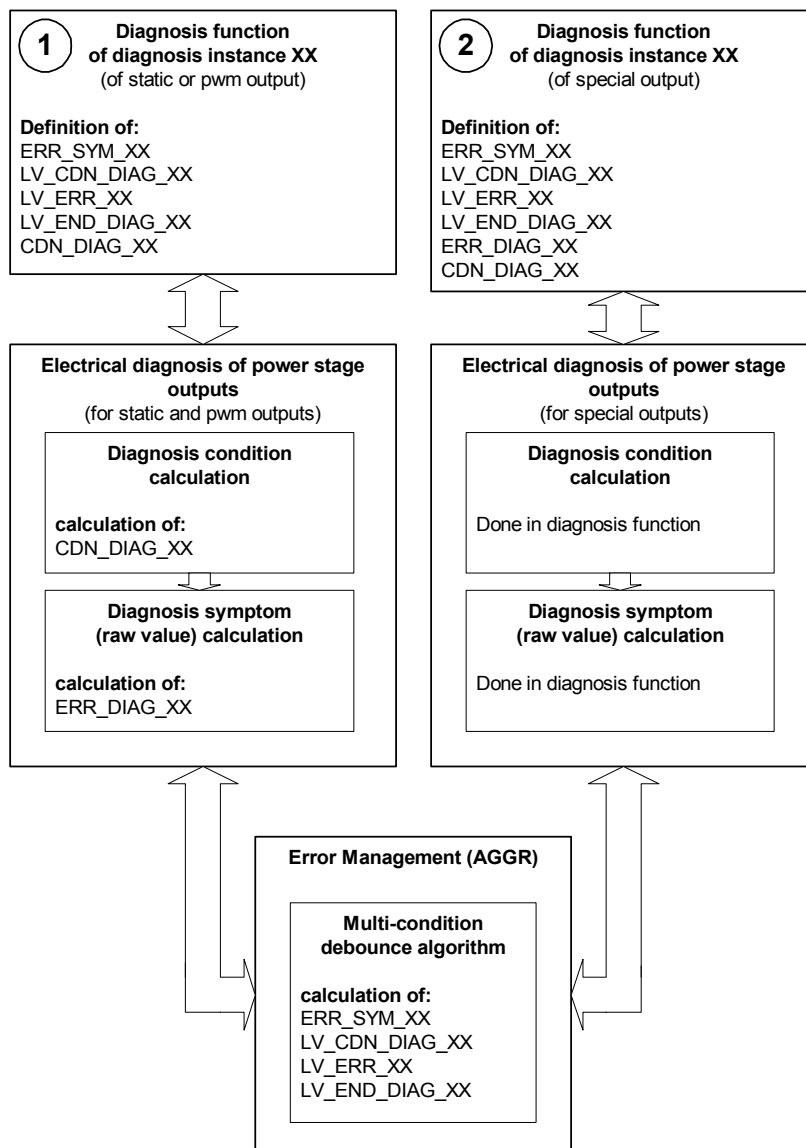 1
Diagnosis function
of diagnosis instance XX
(of static or pwm output)
Definition of:
ERR_SYM_XX
LV_CDN_DIAG_XX
LV_ERR_XX
LV_END_DIAG_XX
CDN_DIAG_XX
2
Diagnosis function
of diagnosis instance XX
(of special output)
Definition of:
ERR_SYM_XX
LV_CDN_DIAG_XX
LV_ERR_XX
LV_END_DIAG_XX
ERR_DIAG_XX
CDN_DIAG_XX
Electrical diagnosis of power stage
outputs
(for static and pwm outputs)
Diagnosis condition
calculation
calculation of:
CDN_DIAG_XX
Diagnosis symptom
(raw value) calculation
calculation of:
ERR_DIAG_XX
Electrical diagnosis of power stage
outputs
(for special outputs)
Diagnosis condition
calculation
Done in diagnosis function
Diagnosis symptom
(raw value) calculation
Done in diagnosis function
Error Management (AGGR)
Multi-condition
debounce algorithm
calculation of:
ERR_SYM_XX
LV_CDN_DIAG_XX
LV_ERR_XX
LV_END_DIAG_XX